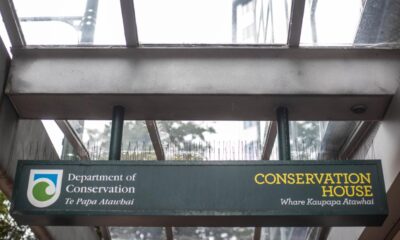 Department of
Conservation
Te Papa Atawhai
CONSERVATION
HOUSE
Whare Kaupapa Atawhai